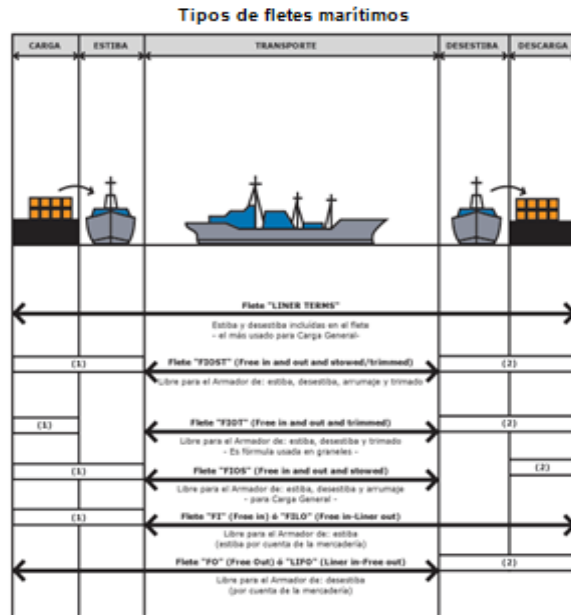 Tipos de fletes marítimos
CARGA ESTIBA TRANSPORTE DESESTIBA DESCARGA
Flete "LINER TERMS"
Estiba y desestiba incluídas en el flete
- el más usado para Carga General-
(1) Flete "FIOST" (Free in and out and stowed/trimmed) (2)
Libre para el Armador de: estiba, desestiba, arrumaje y trimado
(1) Flete "FIOT" (Free in and out and trimmed) (2)
Libre para el Armador de: estiba, desestiba y trimado
- Es fórmula usada en graneles -
(1) Flete "FIOS" (Free in and out and stowed) (2)
Libre para el Armador de: estiba, desestiba y arrumaje
- para Carga General -
(1) Flete "FI" (Free in) ó "FILO" (Free in-Liner out)
Libre para el Armador de: estiba
(estiba por cuenta de la mercadería)
Flete "FO" (Free Out) ó "LIFO" (Liner in-Free out) (2)
Libre para el Armador de: desestiba
(por cuenta de la mercadería)